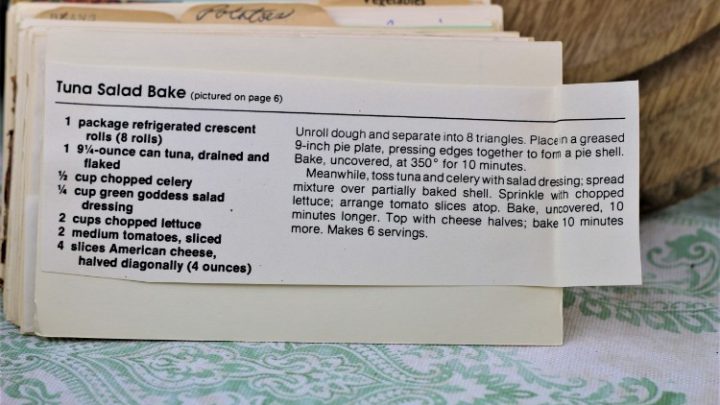 Vegetables
Potatoes
Tuna Salad Bake (pictured on page 6)
1 package refrigerated crescent
rolls (8 rolls)
1 9¼-ounce can tuna, drained and
flaked
½ cup chopped celery
¼ cup green goddess salad
dressing
2 cups chopped lettuce
2 medium tomatoes, sliced
4 slices American cheese,
halved diagonally (4 ounces)
Unroll dough and separate into 8 triangles. Place in a greased
9-inch pie plate, pressing edges together to form a pie shell.
Bake, uncovered, at 350° for 10 minutes.
Meanwhile, toss tuna and celery with salad dressing; spread
mixture over partially baked shell. Sprinkle with chopped
lettuce; arrange tomato slices atop. Bake, uncovered, 10
minutes longer. Top with cheese halves; bake 10 minutes
more. Makes 6 servings.